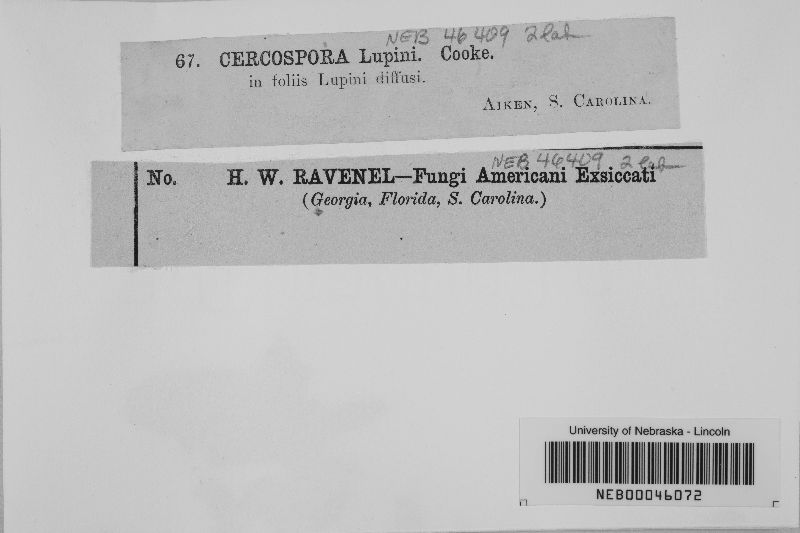 NEB 46409 2 lab
67. CERCOSPORA Lupini. Cooke.
in foliis Lupini diffusi.
AIKEN, S. CAROLINA.
NEB 46409 2 lab
No. H. W. RAVENEL—Fungi Americani Exsiccati
(Georgia, Florida, S. Carolina.)
University of Nebraska - Lincoln
NEB00046072